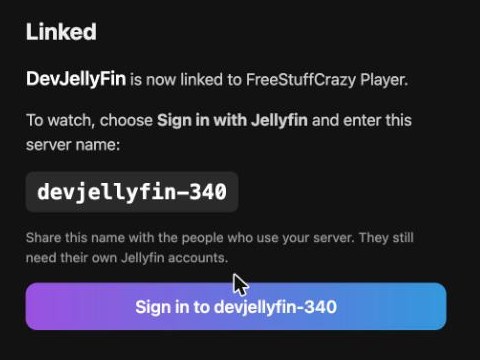 Linked
DevJellyFin is now linked to FreeStuffCrazy Player.
To watch, choose Sign in with Jellyfin and enter this
server name:
devjellyfin-340
Share this name with the people who use your server. They still
need their own Jellyfin accounts.
Sign in to devjellyfin-340